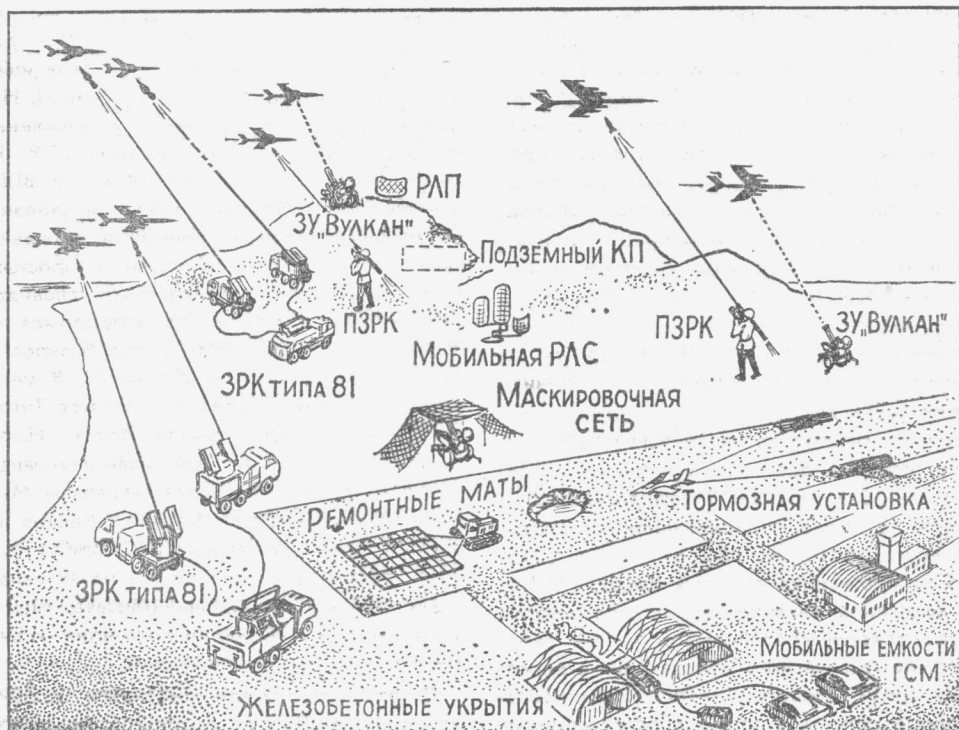 РЛП
ЗУ„ВУЛКАН"
ПОДЗЕМНЫЙ КП
ПЗРК
МОБИЛЬНАЯ РЛС
ПЗРК
ЗУ„ВУЛКАН"
ЗРК ТИПА 81
МАСКИРОВОЧНАЯ
СЕТЬ
РЕМОНТНЫЕ МАТЫ
ТОРМОЗНАЯ УСТАНОВКА
ЗРК ТИПА 81
МОБИЛЬНЫЕ ЕМКОСТИ
ГСМ
ЖЕЛЕЗОБЕТОННЫЕ УКРЫТИЯ